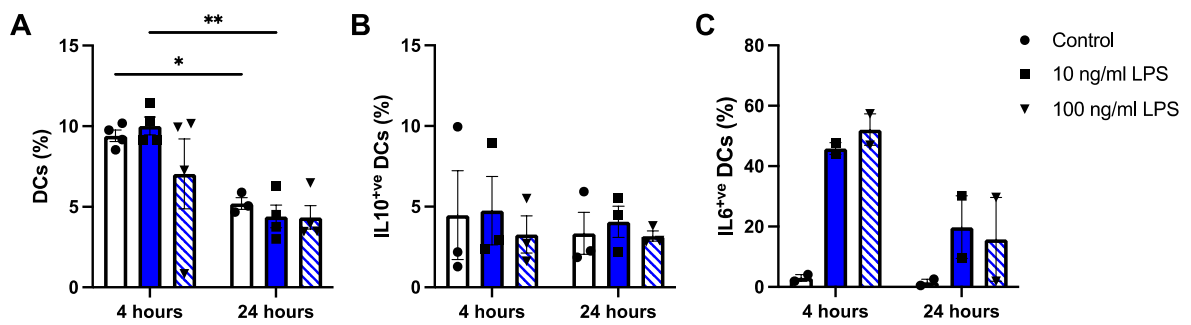 A
**
*
15
10
5
0
DCs (%)
4 hours
24 hours
B
15
10
5
0
IL10+ve DCs (%)
4 hours
24 hours
C
80
60
40
20
0
IL6+ve DCs (%)
4 hours
24 hours
Control
10 ng/ml LPS
100 ng/ml LPS